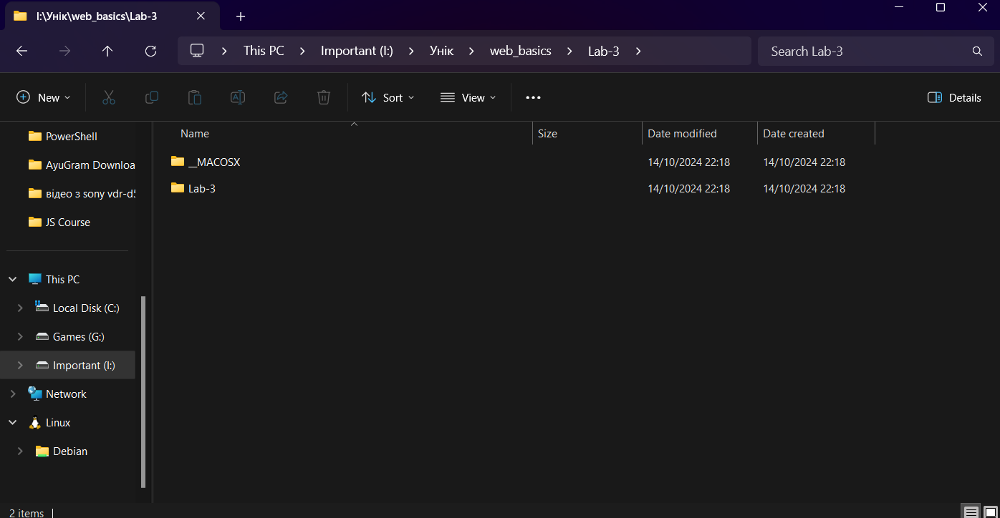 I:\Унік\web_basics\Lab-3
This PC Important (I:) Унік web_basics Lab-3 Search Lab-3
New Sort View Details
PowerShell
AyuGram Downloa
відео з sony vdr-d5
JS Course
This PC
Local Disk (C:)
Games (G:)
Important (I:)
Network
Linux
Debian
Name Size Date modified Date created
__MACOSX 14/10/2024 22:18 14/10/2024 22:18
Lab-3 14/10/2024 22:18 14/10/2024 22:18
2 items